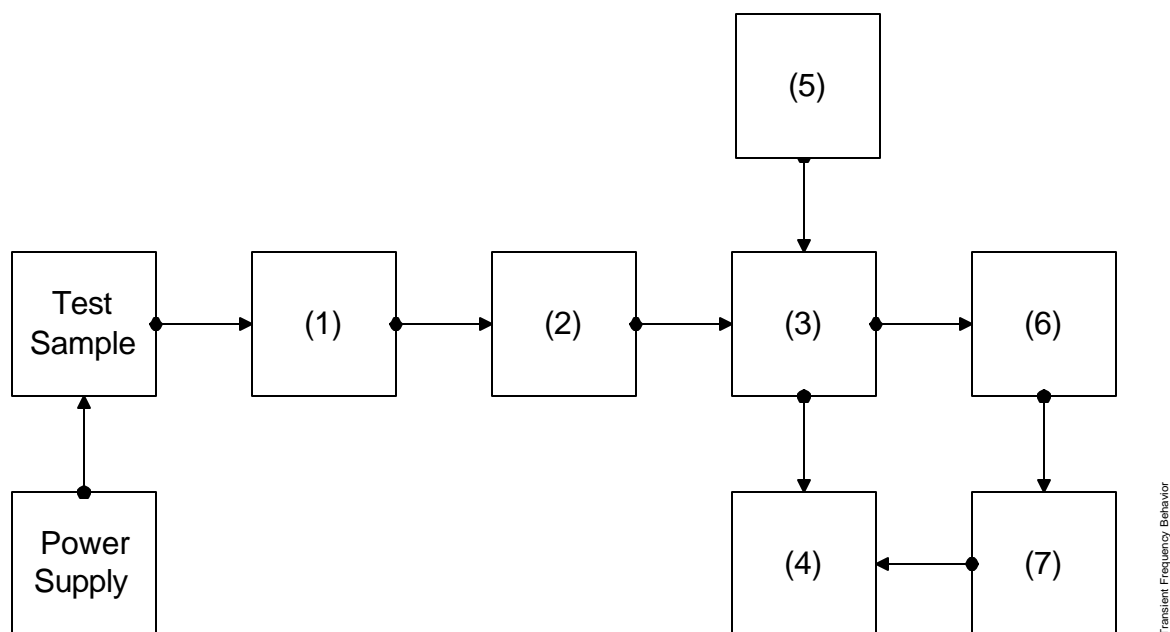 (5)
Test
Sample
(1)
(2)
(3)
(6)
Power
Supply
(4)
(7)
Transient Frequency Behavior